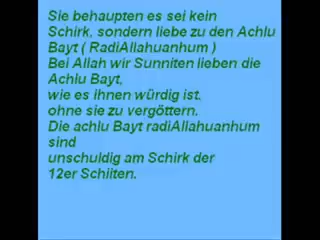 Sie behaupten es sei kein
Schirk, sondern liebe zu den Achlu
Bayt ( RadiAllahuanhum )
Bei Allah wir Sunniten lieben die
Achlu Bayt,
wie es ihnen würdig ist,
ohne sie zu vergöttern.
Die achlu Bayt radiAllahuanhum
sind
unschuldig am Schirk der
12er Schiiten.